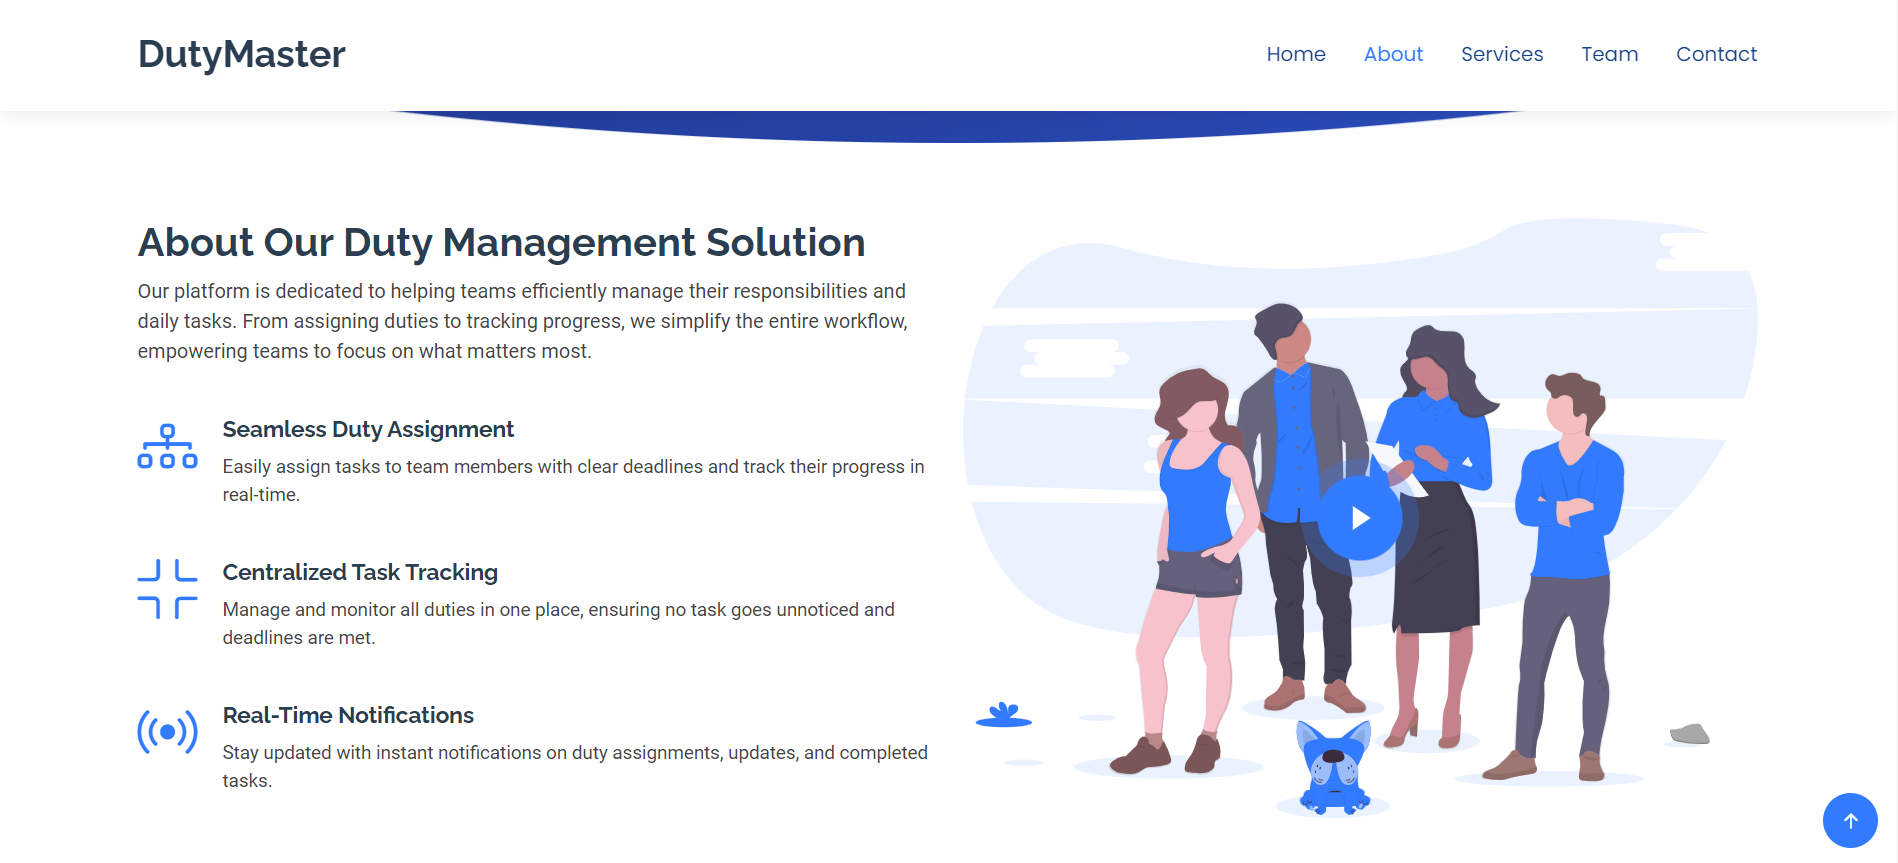 DutyMaster
Home About Services Team Contact
About Our Duty Management Solution
Our platform is dedicated to helping teams efficiently manage their responsibilities and
daily tasks. From assigning duties to tracking progress, we simplify the entire workflow,
empowering teams to focus on what matters most.
Seamless Duty Assignment
Easily assign tasks to team members with clear deadlines and track their progress in
real-time.
Centralized Task Tracking
Manage and monitor all duties in one place, ensuring no task goes unnoticed and
deadlines are met.
Real-Time Notifications
Stay updated with instant notifications on duty assignments, updates, and completed
tasks.